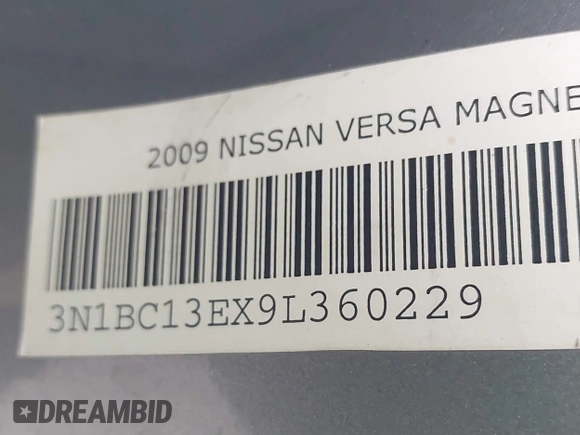 2009 NISSAN VERSA MAGNE
3N1BC13EX9L360229
DREAMBID